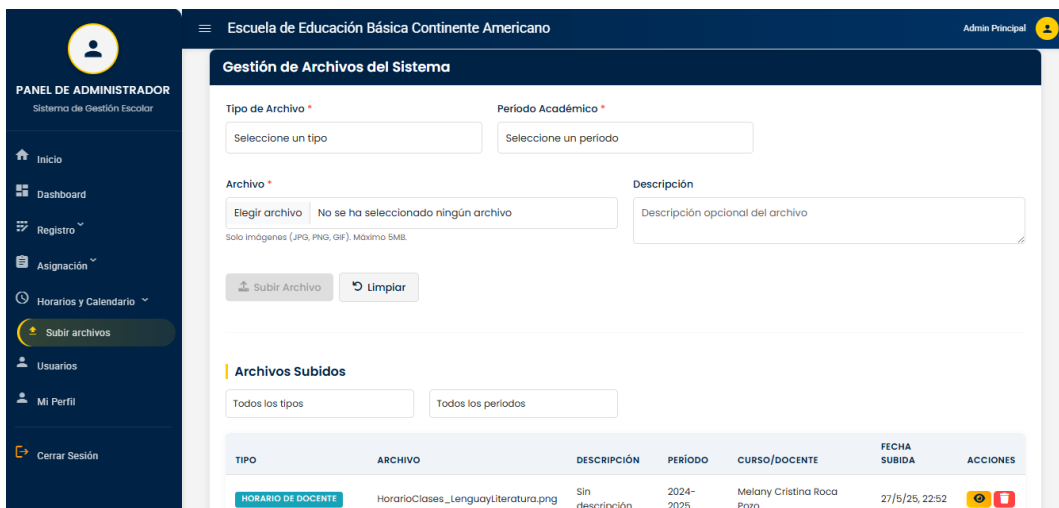 Escuela de Educación Básica Continente Americano
Admin Principal
PANEL DE ADMINISTRADOR
Sistema de Gestión Escolar
Inicio
Dashboard
Registro
Asignación
Horarios y Calendario
Subir archivos
Usuarios
Mi Perfil
Cerrar Sesión
Gestión de Archivos del Sistema
Tipo de Archivo * Período Académico *
Seleccione un tipo Seleccione un período
Archivo * Descripción
Elegir archivo No se ha seleccionado ningún archivo Descripción opcional del archivo
Solo imágenes (JPG, PNG, GIF). Máximo 5MB.
Subir Archivo Limpiar
Archivos Subidos
Todos los tipos Todos los períodos
FECHA
TIPO ARCHIVO DESCRIPCIÓN PERÍODO CURSO/DOCENTE SUBIDA ACCIONES
Sin 2024- Melany Cristina Roca
HORARIO DE DOCENTE HorarioClases_LenguayLiteratura.png 27/5/25, 22:52
descripción 2025 Pozo